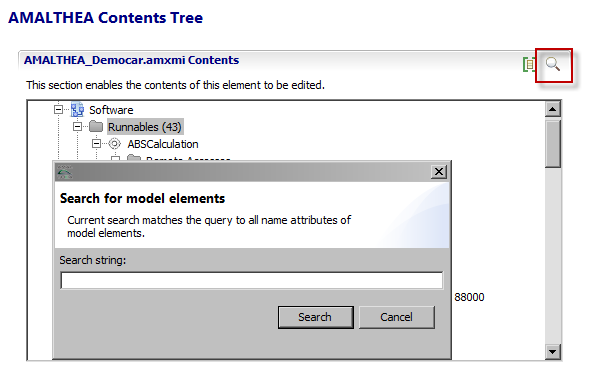 AMALTHEA Contents Tree
AMALTHEA_Democar.amxmi Contents
This section enables the contents of this element to be edited.
Software
Runnables (43)
ABSCalculation
Remote Accesses
Search for model elements
Current search matches the query to all name attributes of
model elements.
Search string:
88000
Search Cancel